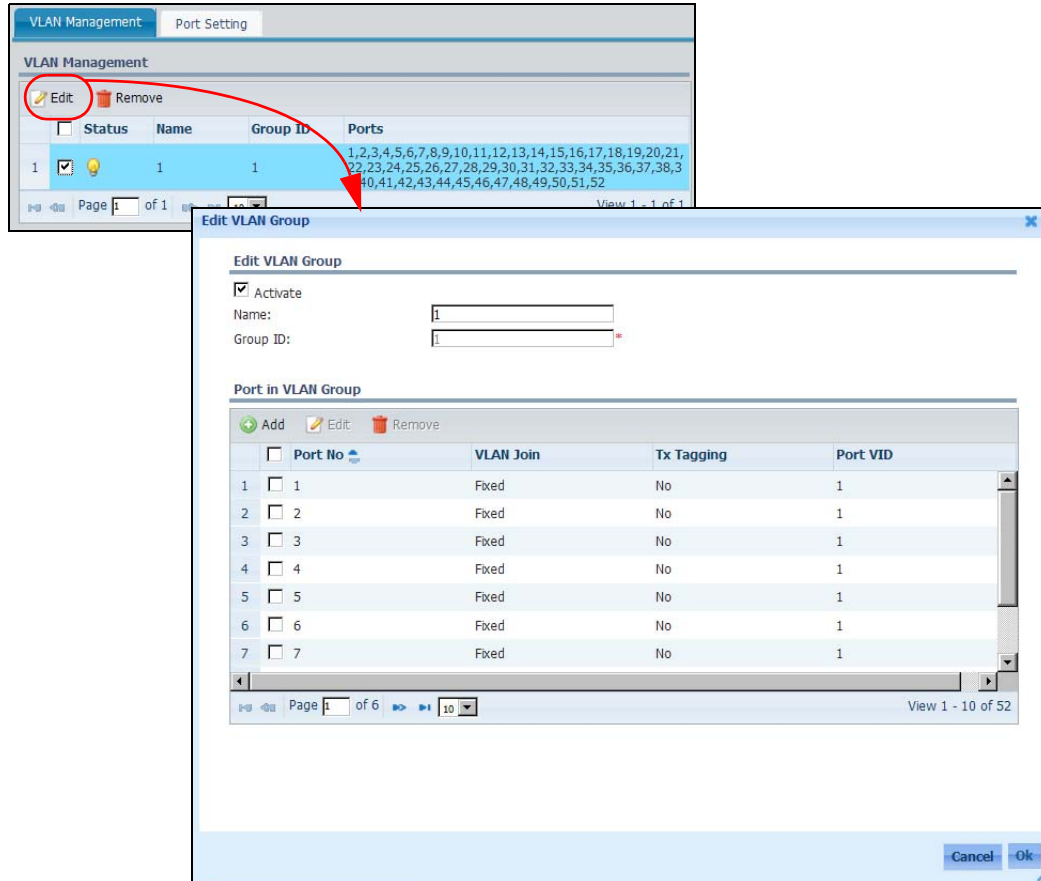 VLAN Management Port Setting
VLAN Management
Edit Remove
Status Name Group ID Ports
1 1 1 1,2,3,4,5,6,7,8,9,10,11,12,13,14,15,16,17,18,19,20,21,
22,23,24,25,26,27,28,29,30,31,32,33,34,35,36,37,38,3
40,41,42,43,44,45,46,47,48,49,50,51,52
Page 1 of 1 10 View 1 - 1 of 1
Edit VLAN Group
Edit VLAN Group
Activate
Name: 1
Group ID: 1 *
Port in VLAN Group
Add Edit Remove
Port No VLAN Join Tx Tagging Port VID
1 1 Fixed No 1
2 2 Fixed No 1
3 3 Fixed No 1
4 4 Fixed No 1
5 5 Fixed No 1
6 6 Fixed No 1
7 7 Fixed No 1
Page 1 of 6 10 View 1 - 10 of 52
Cancel Ok